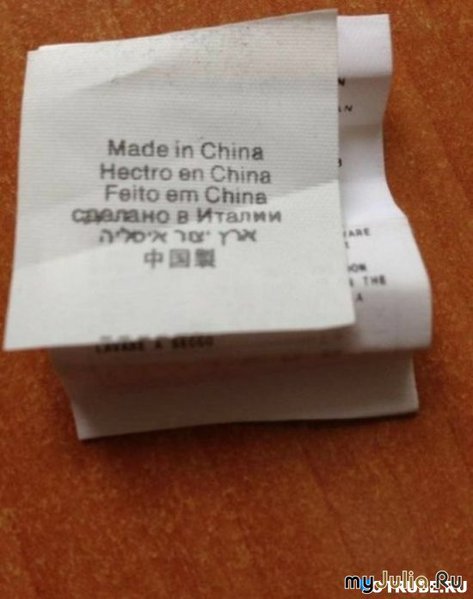 Made in China
Hectro en China
Feito em China
сделано в Италии
ארץ יצור איטליה
中国製
THE
A
LAVARE A SECCO
myJulia.Ru